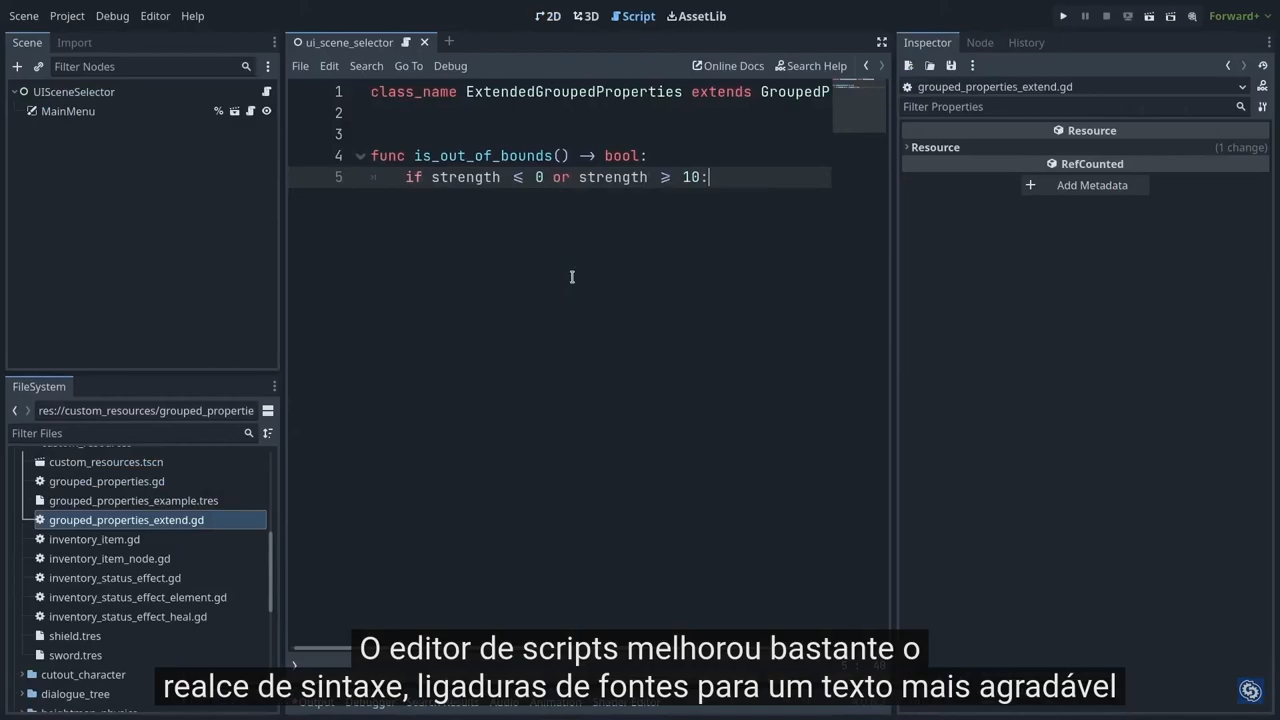 Scene Project Debug Editor Help
2D 3D Script AssetLib
Forward+
Scene Import
Filter Nodes
UISceneSelector
MainMenu
%
FileSystem
res://custom_resources/grouped_propertie
Filter Files
custom_resources
custom_resources.tscn
grouped_properties.gd
grouped_properties_example.tres
grouped_properties_extend.gd
inventory_item.gd
inventory_item_node.gd
inventory_status_effect.gd
inventory_status_effect_element.gd
inventory_status_effect_heal.gd
shield.tres
sword.tres
cutout_character
dialogue_tree
ui_scene_selector
File Edit Search Go To Debug
Online Docs Search Help
1 class_name ExtendedGroupedProperties extends GroupedP
2
3
4 func is_out_of_bounds() → bool:
5 if strength ≤ 0 or strength ≥ 10:
Inspector Node History
grouped_properties_extend.gd
Filter Properties
Resource
Resource (1 change)
RefCounted
Add Metadata
O editor de scripts melhorou bastante o
realce de sintaxe, ligaduras de fontes para um texto mais agradável